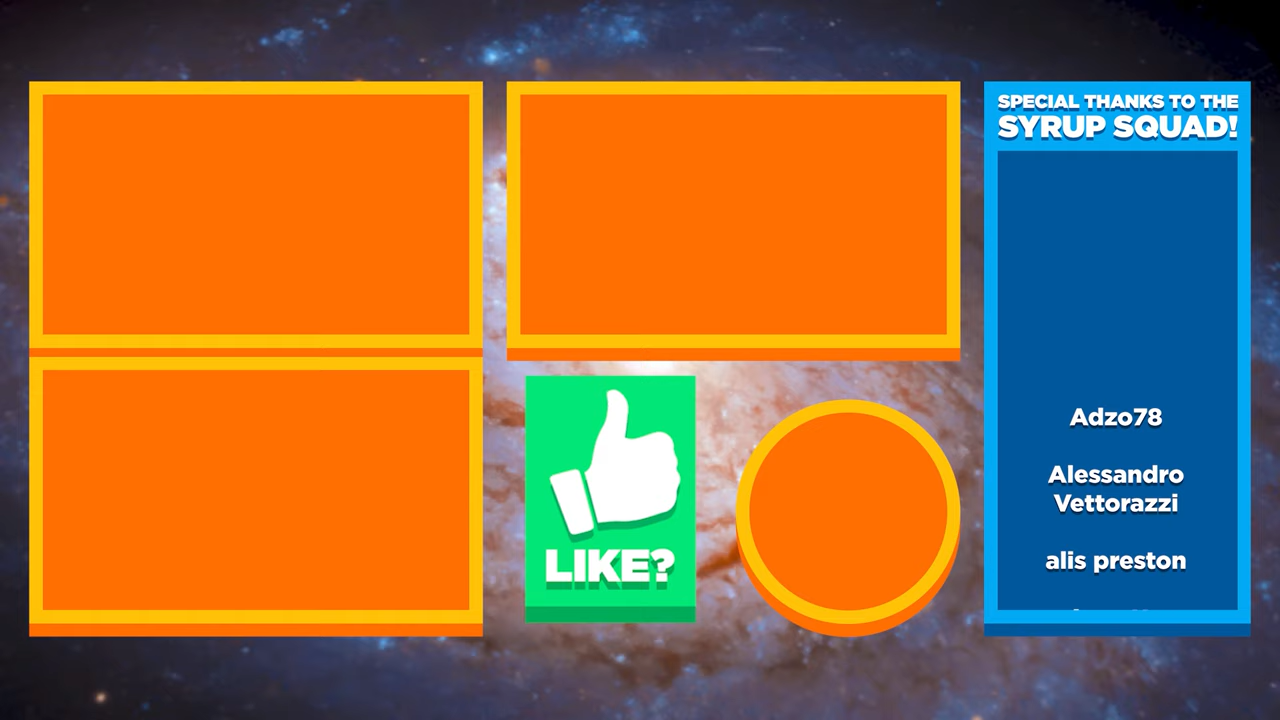 SPECIAL THANKS TO THE
SYRUP SQUAD!
Adzo78
Alessandro
Vettorazzi
alis preston
LIKE?